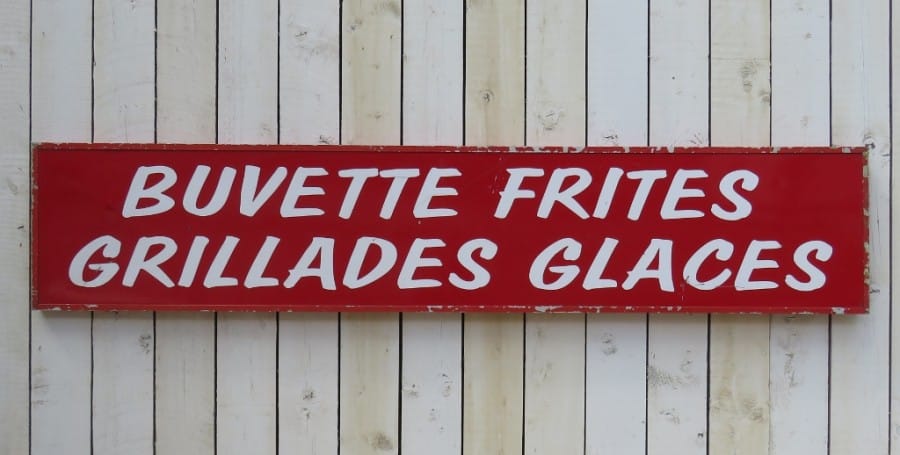 BUVETTE FRITES
GRILLADES GLACES